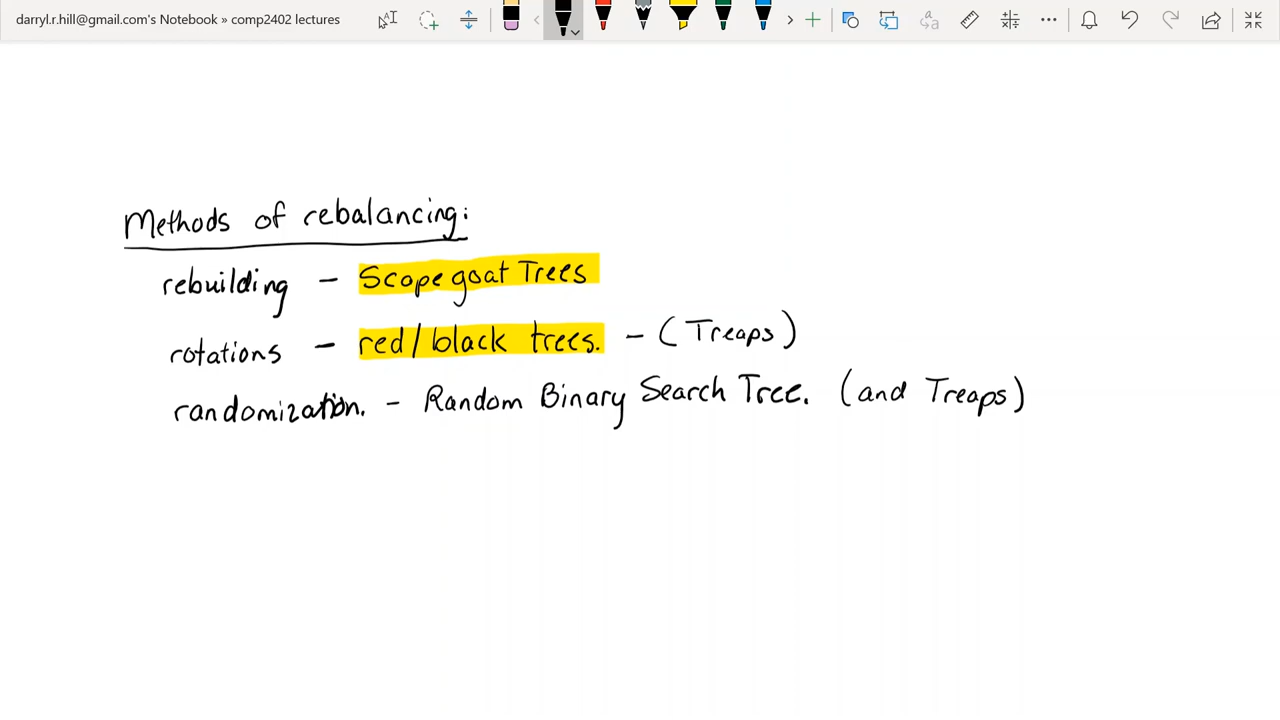 darryl.r.hill@gmail.com's Notebook » comp2402 lectures
Methods of rebalancing:
rebuilding - Scopegoat Trees
rotations - red/black trees. - (Treaps)
randomization. - Random Binary Search Tree. (and Treaps)